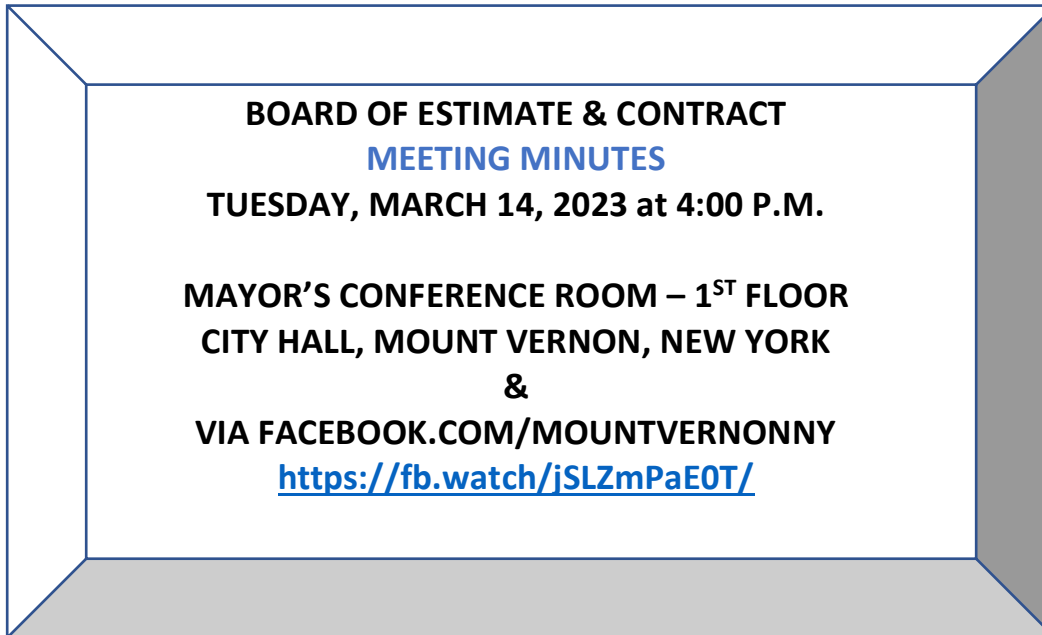 BOARD OF ESTIMATE & CONTRACT
MEETING MINUTES
TUESDAY, MARCH 14, 2023 at 4:00 P.M.
MAYOR’S CONFERENCE ROOM – 1ST FLOOR
CITY HALL, MOUNT VERNON, NEW YORK
&
VIA FACEBOOK.COM/MOUNTVERNONNY
https://fb.watch/jSLZmPaE0T/